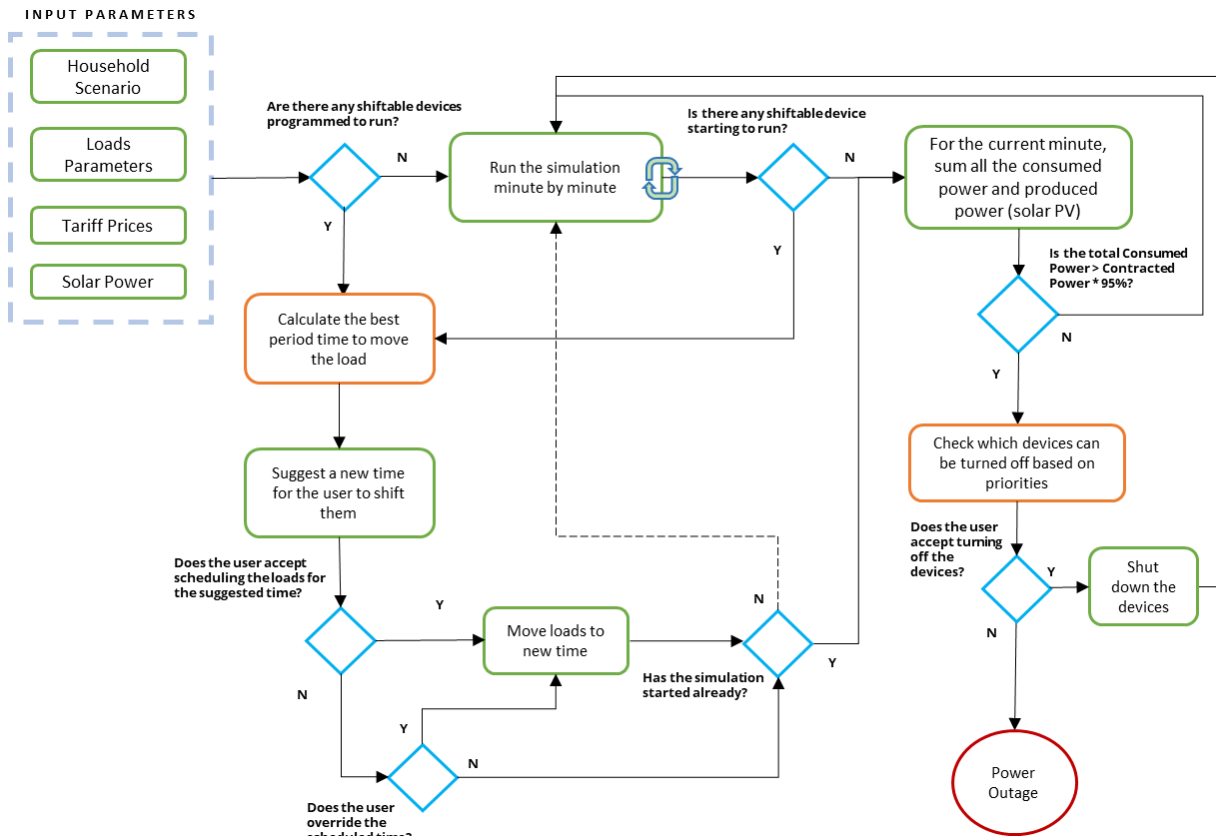 INPUT PARAMETERS
Household
Scenario
Loads
Parameters
Tariff Prices
Solar Power
Are there any shiftable devices
programmed to run?
N
Y
Run the simulation
minute by minute
Is there any shiftable device
starting to run?
N
Y
For the current minute,
sum all the consumed
power and produced
power (solar PV)
Is the total Consumed
Power > Contracted
Power * 95%?
N
Y
Calculate the best
period time to move
the load
Suggest a new time
for the user to shift
them
Does the user accept
scheduling the loads for
the suggested time?
Y
N
Move loads to
new time
Y
N
Does the user
override the
scheduled time?
Has the simulation
started already?
N
Y
Check which devices can
be turned off based on
priorities
Does the user
accept turning
off the
devices?
Y
N
Shut
down the
devices
Power
Outage